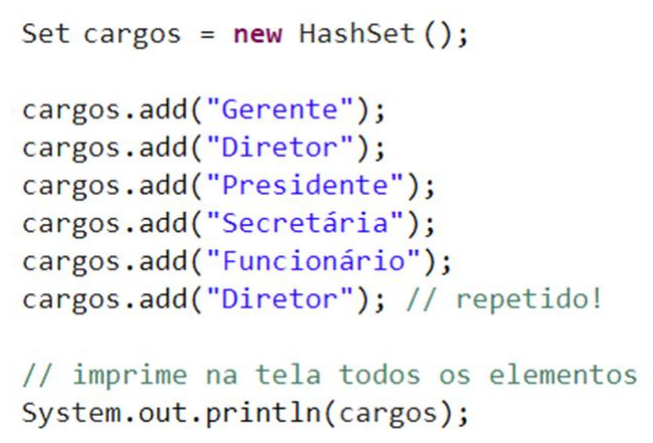 Set cargos = new HashSet();
cargos.add("Gerente");
cargos.add("Diretor");
cargos.add("Presidente");
cargos.add("Secretária");
cargos.add("Funcionário");
cargos.add("Diretor"); // repetido!
// imprime na tela todos os elementos
System.out.println(cargos);